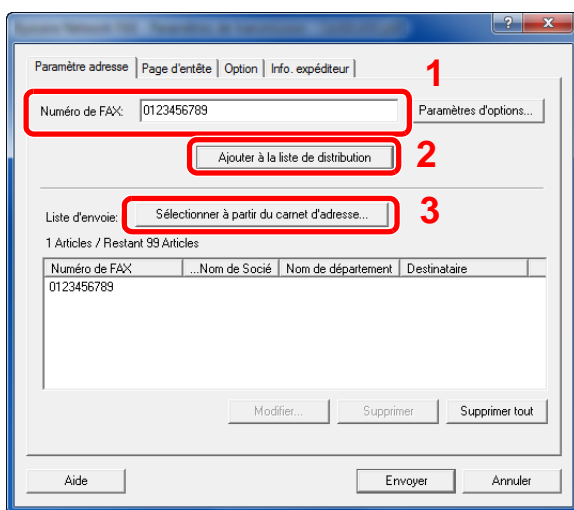 ?
X
Paramètre adresse Page d'entête Option Info. expéditeur
1
Numéro de FAX: 0123456789 Paramètres d'options...
Ajouter à la liste de distribution 2
Liste d'envoie: Sélectionner à partir du carnet d'adresse... 3
1 Articles / Restant 99 Articles
Numéro de FAX ...Nom de Socié Nom de département Destinataire
0123456789
Modifier... Supprimer Supprimer tout
Aide Envoyer Annuler